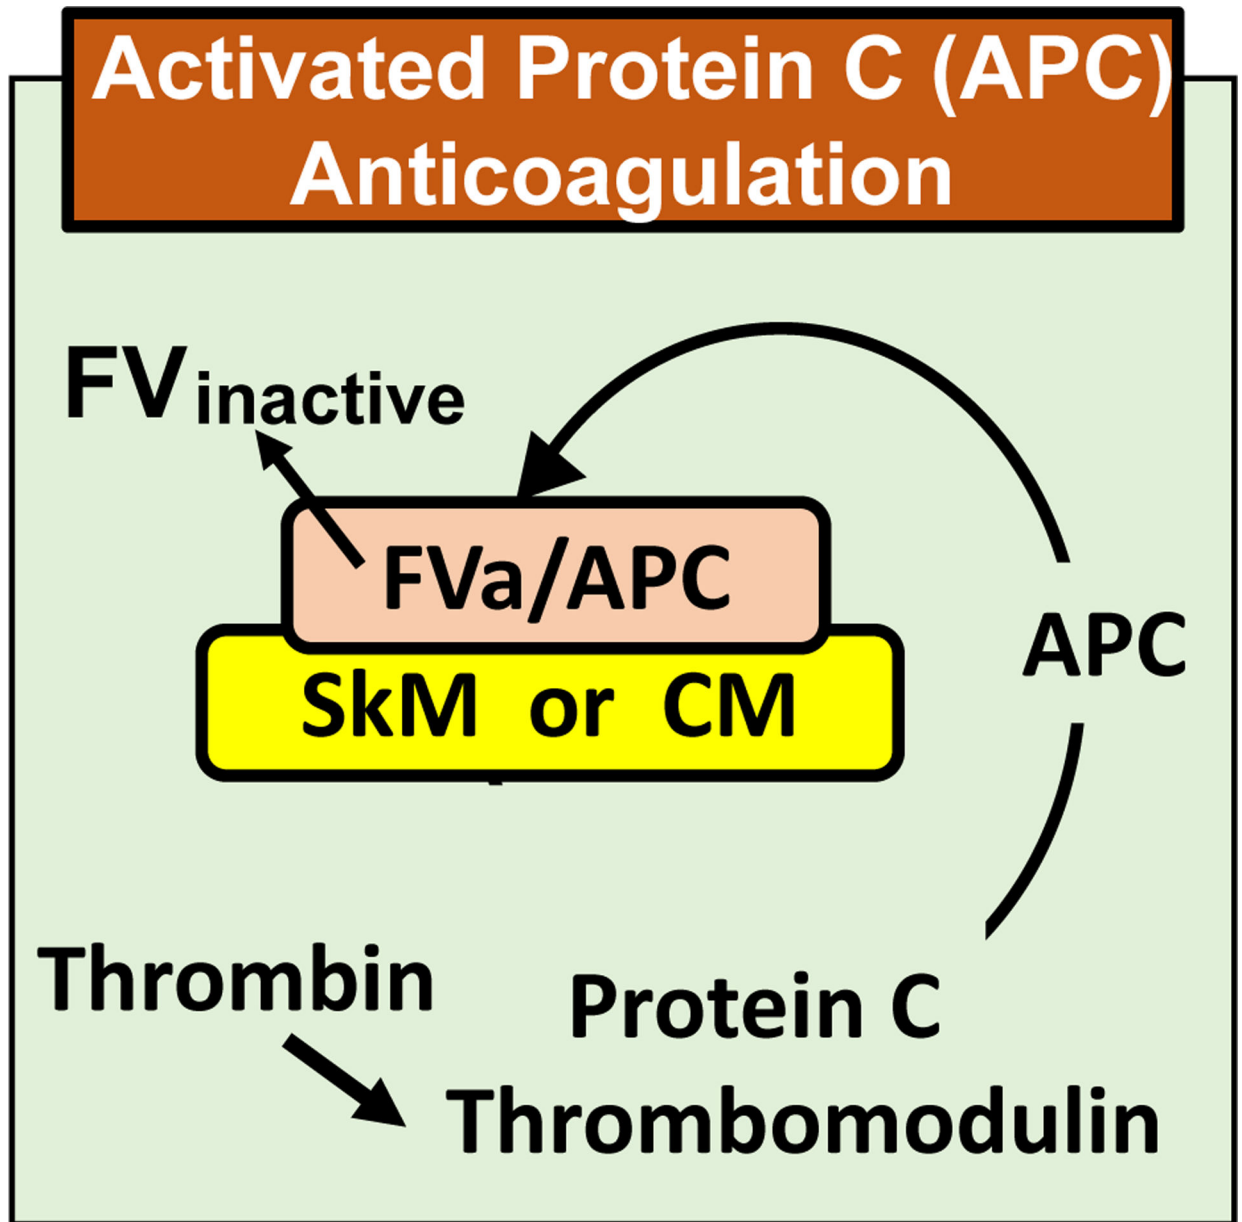 Activated Protein C (APC)
Anticoagulation
FVinactive
FVa/APC
SkM or CM
APC
Thrombin
Protein C
Thrombomodulin